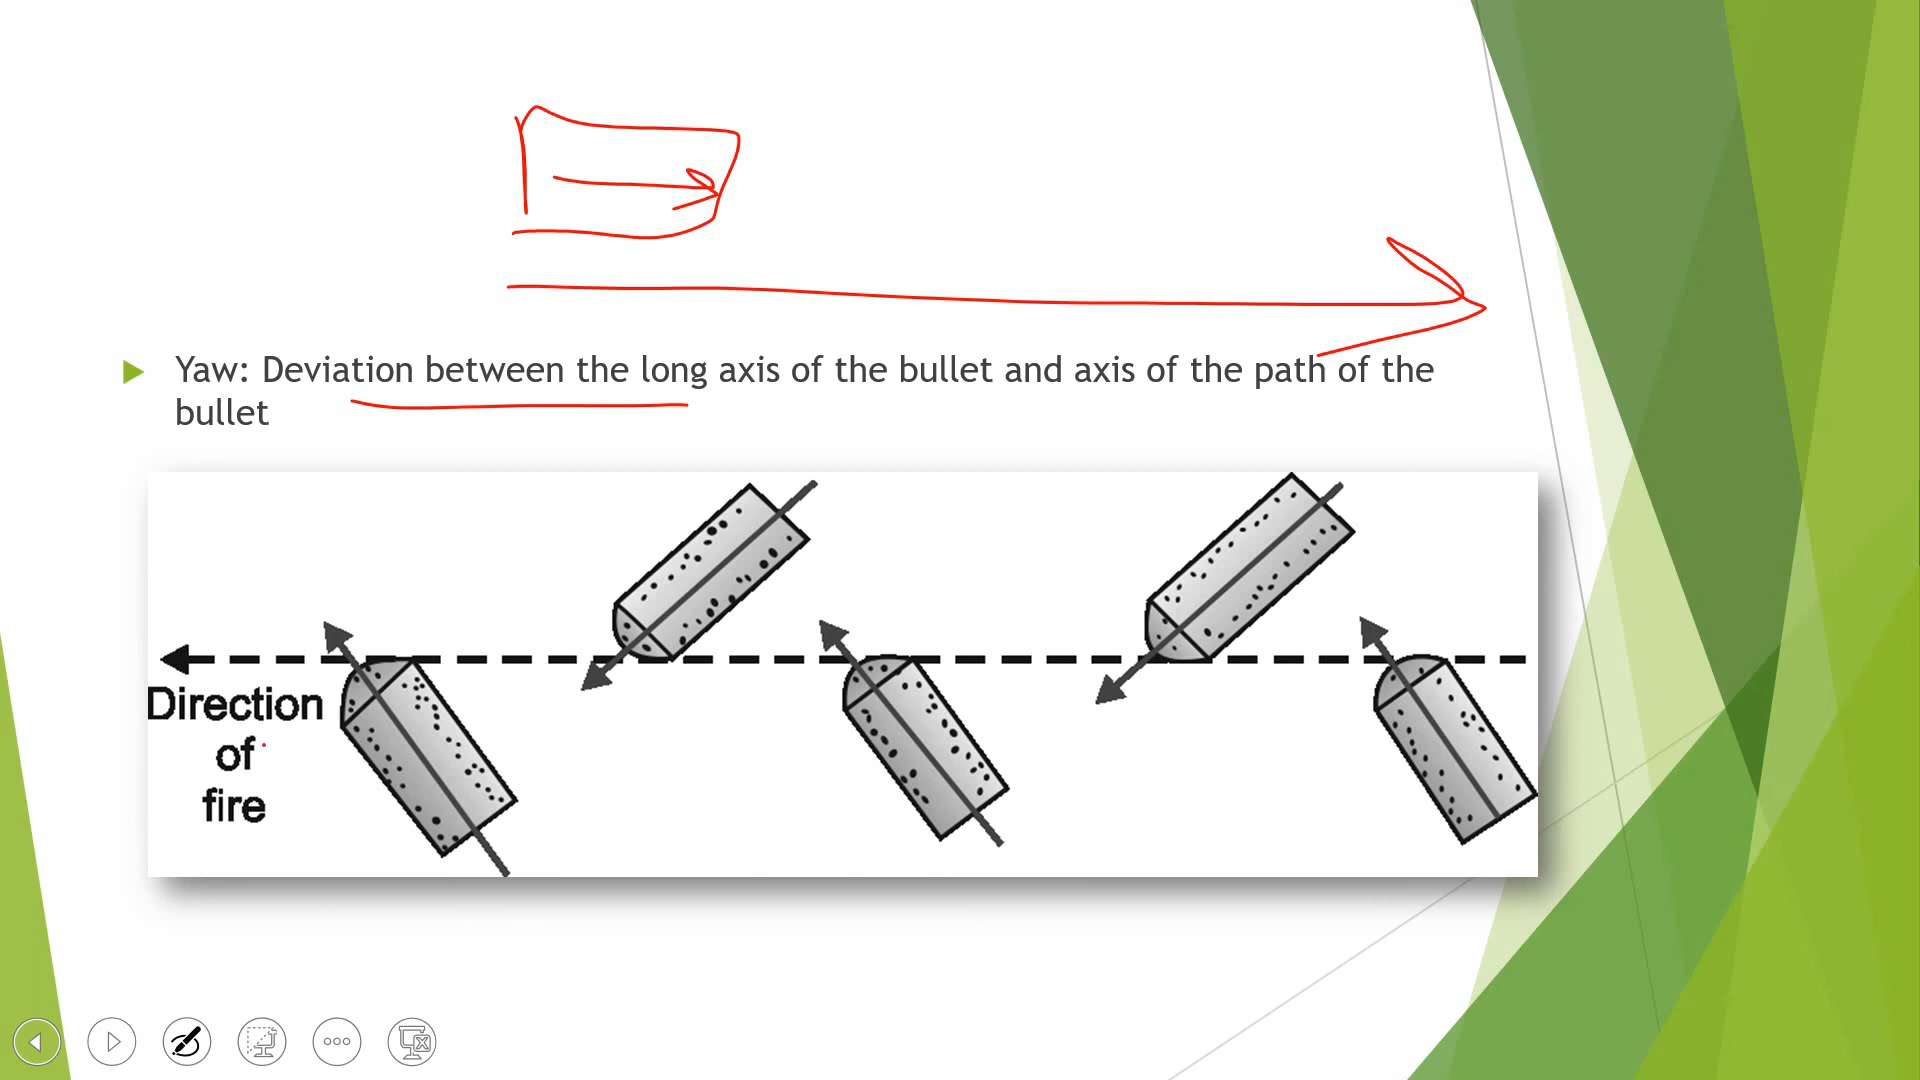 Yaw: Deviation between the long axis of the bullet and axis of the path of the
bullet
Direction
of
fire